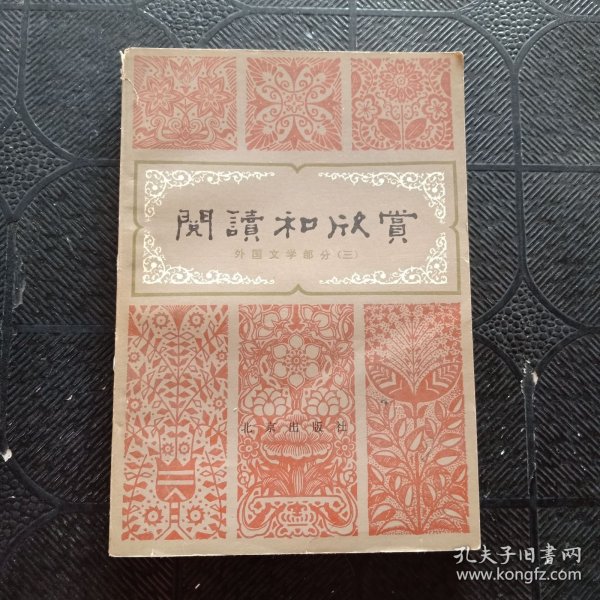 閱讀和欣賞
外国文学部分(三)
北京出版社
孔夫子旧书网
www.kongfz.com